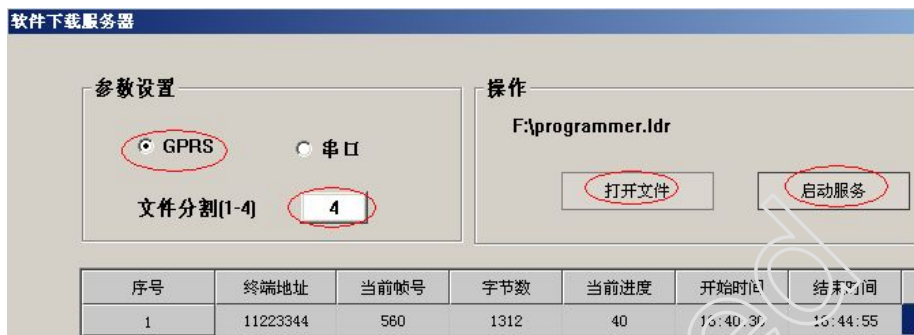 软件下载服务器
参数设置
GPRS 串口
文件分割(1-4) 4
操作
F:\programmer.ldr
打开文件 启动服务
序号 终端地址 当前帧号 字节数 当前进度 开始时间 结束时间
1 11223344 560 1312 40 16:44:55